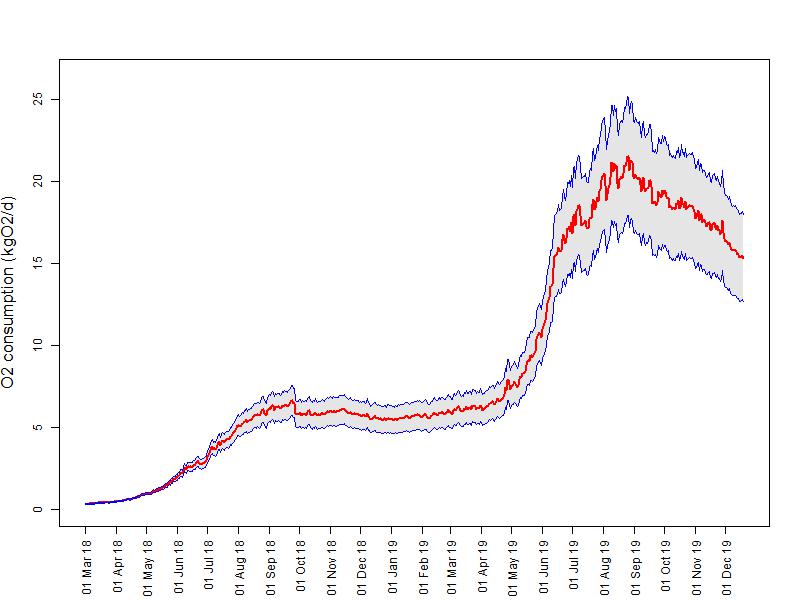 O2 consumption (kgO2/d)
25
20
15
10
5
0
01 Mar 18
01 Apr 18
01 May 18
01 Jun 18
01 Jul 18
01 Aug 18
01 Sep 18
01 Oct 18
01 Nov 18
01 Dec 18
01 Jan 19
01 Feb 19
01 Mar 19
01 Apr 19
01 May 19
01 Jun 19
01 Jul 19
01 Aug 19
01 Sep 19
01 Oct 19
01 Nov 19
01 Dec 19